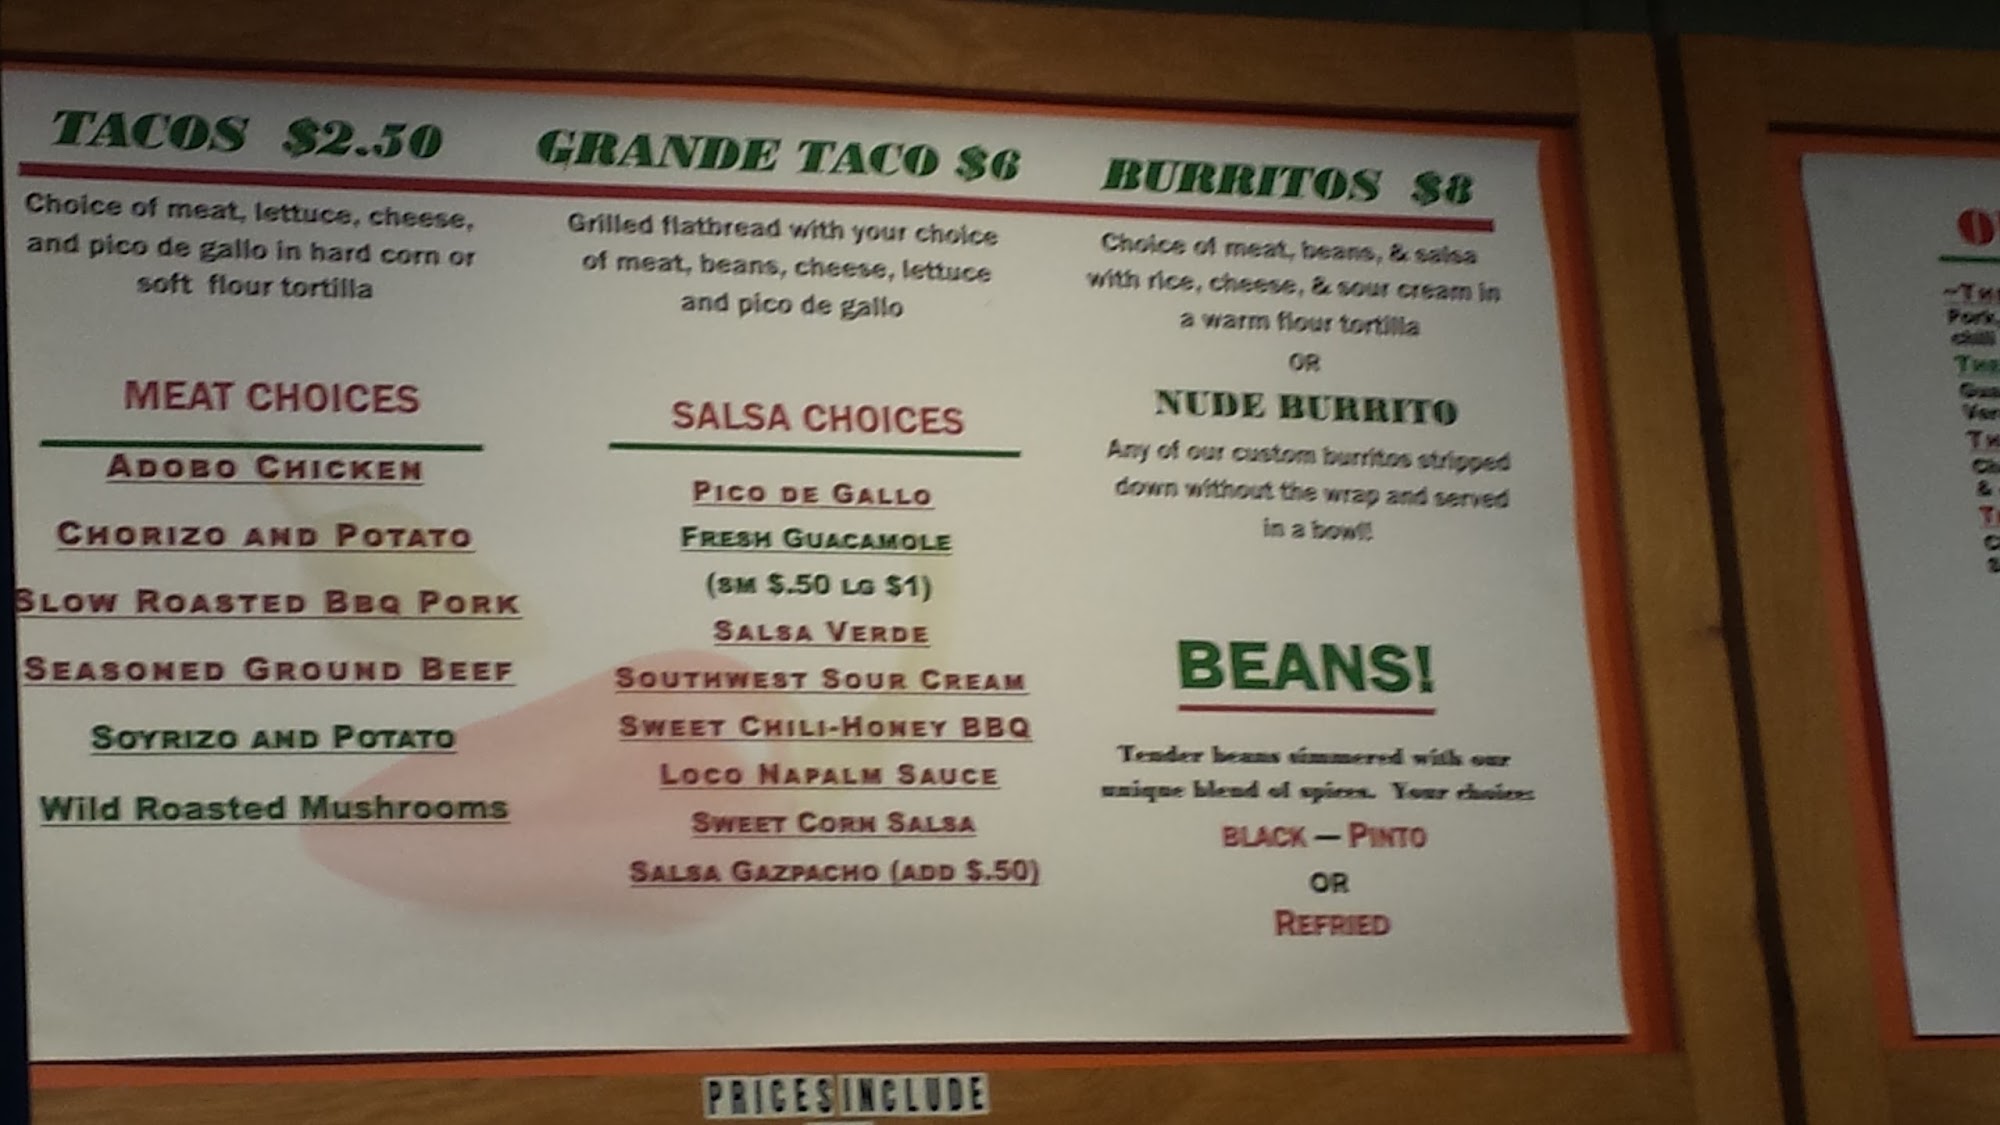 TACOS $2.50
Choice of meat, lettuce, cheese,
and pico de gallo in hard corn or
soft flour tortilla
MEAT CHOICES
ADOBO CHICKEN
CHORIZO AND POTATO
SLOW ROASTED BBQ PORK
SEASONED GROUND BEEF
SOYRIZO AND POTATO
Wild Roasted Mushrooms
GRANDE TACO $6
Grilled flatbread with your choice
of meat, beans, cheese, lettuce
and pico de gallo
SALSA CHOICES
PICO DE GALLO
FRESH GUACAMOLE
(SM $.50 LG $1)
SALSA VERDE
SOUTHWEST SOUR CREAM
SWEET CHILI-HONEY BBQ
LOCO NAPALM SAUCE
SWEET CORN SALSA
SALSA GAZPACHO (ADD $.50)
BURRITOS $8
Choice of meat, beans, & salsa
with rice, cheese, & sour cream in
a warm flour tortilla
OR
NUDE BURRITO
Any of our custom burritos stripped
down without the wrap and served
in a bowl!
BEANS!
Tender beans simmered with our
unique blend of spices. Your choices
BLACK — PINTO
OR
REFRIED
PRICES INCLUDE
Pork,
chili